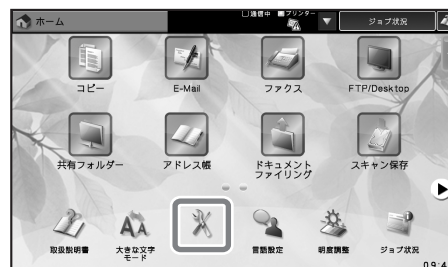 ホーム
通信中
プリンター
ジョブ状況
コピー
E-Mail
ファクス
FTP/Desktop
共有フォルダー
アドレス帳
ドキュメント
ファイリング
スキャン保存
取扱説明書
大きな文字
モード
言語設定
明度調整
ジョブ状況
09:4